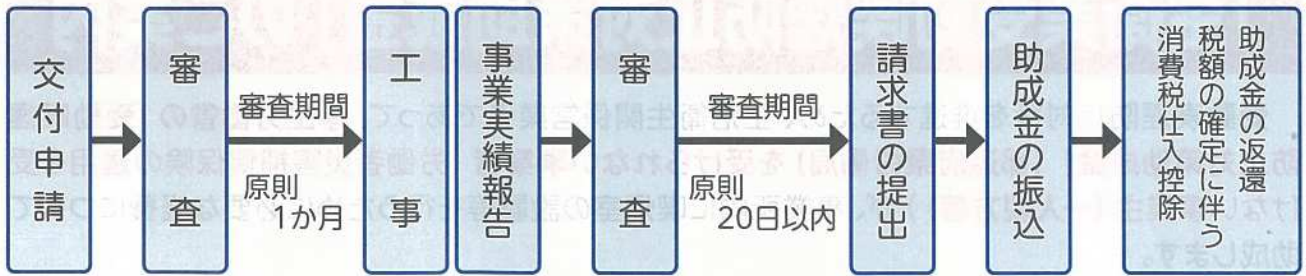 交付申請
審査
審査期間
原則
1か月
工事
事業実績報告
審査
審査期間
原則
20日以内
請求書の提出
助成金の振込
消費税仕入控除
税額の確定に伴う
助成金の返還